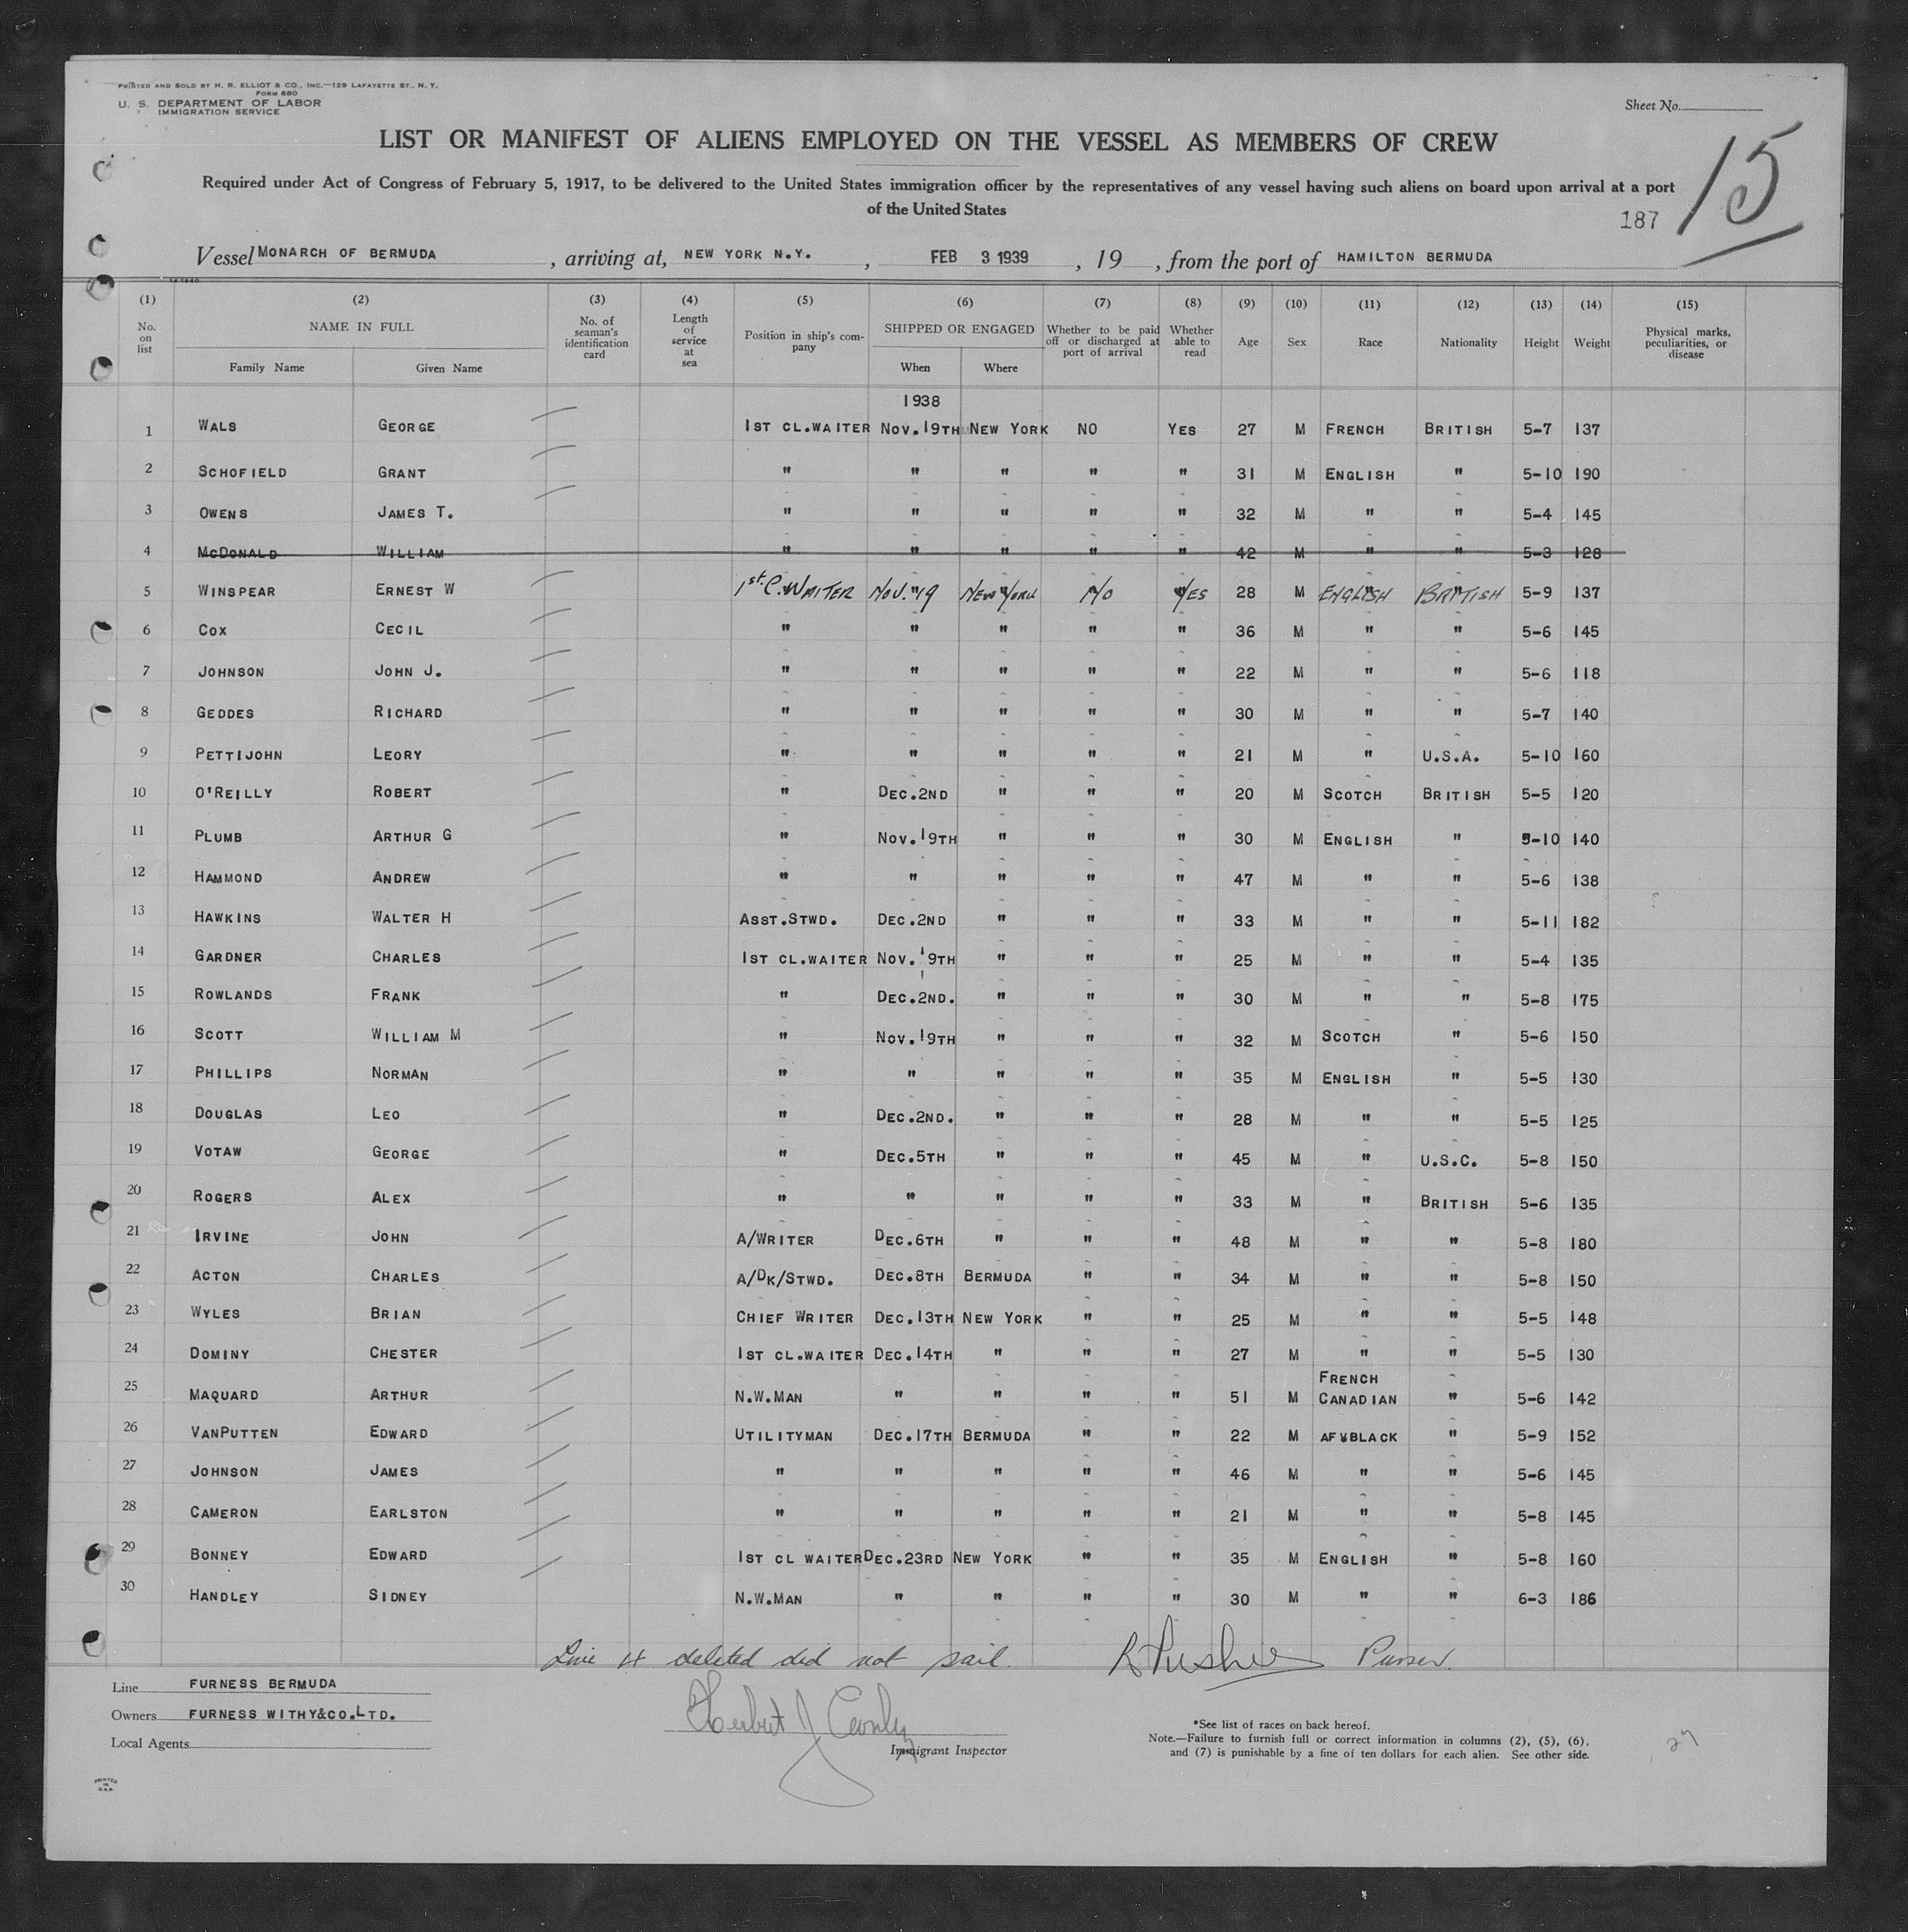 PRINTED AND SOLD BY H. R. ELLIOT & CO., INC.—129 LAFAYETTE ST., N. Y.
FORM 680
U. S. DEPARTMENT OF LABOR
IMMIGRATION SERVICE
Sheet No.
LIST OR MANIFEST OF ALIENS EMPLOYED ON THE VESSEL AS MEMBERS OF CREW
15
Required under Act of Congress of February 5, 1917, to be delivered to the United States immigration officer by the representatives of any vessel having such aliens on board upon arrival at a port
of the United States
187
Vessel MONARCH OF BERMUDA , arriving at, NEW YORK N.Y. , FEB 3 1939 , 19 , from the port of HAMILTON BERMUDA
(1) (2) (3) (4) (5) (6) (7) (8) (9) (10) (11) (12) (13) (14) (15)
No. on list NAME IN FULL Family Name Given Name No. of seaman's identification card Length of service at sea Position in ship's company SHIPPED OR ENGAGED When Where Whether to be paid off or discharged at port of arrival Whether able to read Age Sex Race Nationality Height Weight Physical marks, peculiarities, or disease
1938
1 WALS GEORGE 1ST CL.WAITER NOV.19TH NEW YORK NO YES 27 M FRENCH BRITISH 5-7 137
2 SCHOFIELD GRANT " " " " " 31 M ENGLISH " 5-10 190
3 OWENS JAMES T. " " " " " 32 M " " 5-4 145
4 MCDONALD WILLIAM " " " " " 42 M " " 5-3 128
5 WINSPEAR ERNEST W 1st C. WAITER NOV. 19 NEW YORK NO YES 28 M ENGLISH BRITISH 5-9 137
6 COX CECIL " " " " " 36 M " " 5-6 145
7 JOHNSON JOHN J. " " " " " 22 M " " 5-6 118
8 GEDDES RICHARD " " " " " 30 M " " 5-7 140
9 PETTIJOHN LEORY " " " " " 21 M " U.S.A. 5-10 160
10 O'REILLY ROBERT " DEC.2ND " " " 20 M SCOTCH BRITISH 5-5 120
11 PLUMB ARTHUR G " NOV.19TH " " " 30 M ENGLISH " 5-10 140
12 HAMMOND ANDREW " " " " " 47 M " " 5-6 138
13 HAWKINS WALTER H ASST.STWD. DEC.2ND " " " 33 M " " 5-11 182
14 GARDNER CHARLES 1ST CL.WAITER NOV.19TH " " " 25 M " " 5-4 135
15 ROWLANDS FRANK " DEC.2ND. " " " 30 M " " 5-8 175
16 SCOTT WILLIAM M " NOV.19TH " " " 32 M SCOTCH " 5-6 150
17 PHILLIPS NORMAN " " " " " 35 M ENGLISH " 5-5 130
18 DOUGLAS LEO " DEC.2ND. " " " 28 M " " 5-5 125
19 VOTAW GEORGE " DEC.5TH " " " 45 M " U.S.C. 5-8 150
20 ROGERS ALEX " " " " " 33 M " BRITISH 5-6 135
21 IRVINE JOHN A/WRITER DEC.6TH " " " 48 M " " 5-8 180
22 ACTON CHARLES A/DK/STWD. DEC.8TH BERMUDA " " 34 M " " 5-8 150
23 WYLES BRIAN CHIEF WRITER DEC.13TH NEW YORK " " 25 M " " 5-5 148
24 DOMINY CHESTER 1ST CL.WAITER DEC.14TH " " " 27 M " " 5-5 130
25 MAQUARD ARTHUR N.W.MAN " " " " 51 M FRENCH CANADIAN " 5-6 142
26 VANPUTTEN EDWARD UTILITYMAN DEC.17TH BERMUDA " " 22 M BLACK " 5-9 152
27 JOHNSON JAMES " " " " " 46 M " " 5-6 145
28 CAMERON EARLSTON " " " " " 21 M " " 5-8 145
29 BONNEY EDWARD 1ST CL WAITER DEC.23RD NEW YORK " " 35 M ENGLISH " 5-8 160
30 HANDLEY SIDNEY N.W.MAN " " " " 30 M " " 6-3 186
Line 4 deleted did not sail. Purser.
Line FURNESS BERMUDA
Owners FURNESS WITHY&CO.LTD.
Local Agents
Herbert J
Immigrant Inspector
*See list of races on back hereof.
Note.—Failure to furnish full or correct information in columns (2), (5), (6).
and (7) is punishable by a fine of ten dollars for each alien. See other side.
PRINTED
IN
U.S.A.